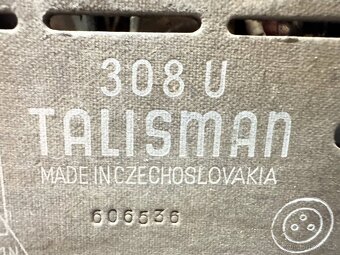 308 U
TALISMAN
MADE IN CZECHOSLOVAKIA
606536